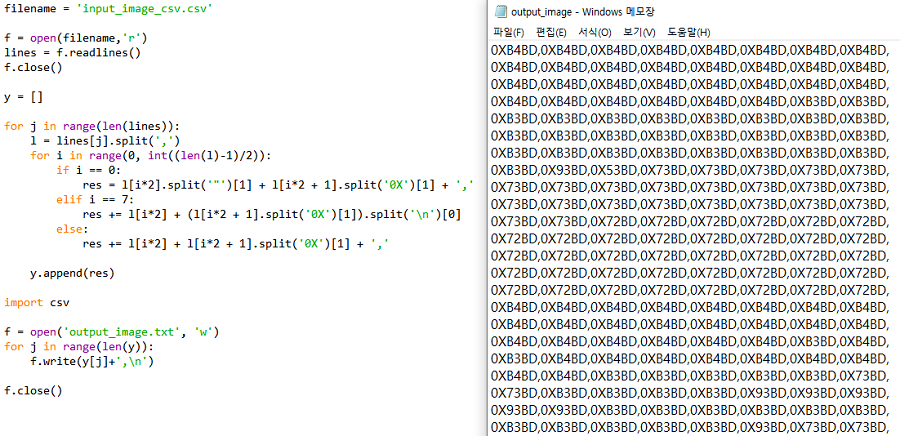 filename = 'input_image_csv.csv'
f = open(filename,'r')
lines = f.readlines()
f.close()
y = []
for j in range(len(lines)):
l = lines[j].split(',')
for i in range(0, int((len(l)-1)/2)):
if i == 0:
res = l[i*2].split('"')[1] + l[i*2 + 1].split('0X')[1] + ','
elif i == 7:
res += l[i*2] + (l[i*2 + 1].split('0X')[1]).split('\n')[0]
else:
res += l[i*2] + l[i*2 + 1].split('0X')[1] + ','
y.append(res)
import csv
f = open('output_image.txt', 'w')
for j in range(len(y)):
f.write(y[j]+',\n')
f.close()
output_image - Windows 메모장
파일(F) 편집(E) 서식(O) 보기(V) 도움말(H)
0XB4BD,0XB4BD,0XB4BD,0XB4BD,0XB4BD,0XB4BD,0XB4BD,0XB4BD,
0XB4BD,0XB4BD,0XB4BD,0XB4BD,0XB4BD,0XB4BD,0XB4BD,0XB4BD,
0XB4BD,0XB4BD,0XB4BD,0XB4BD,0XB4BD,0XB4BD,0XB4BD,0XB4BD,
0XB4BD,0XB4BD,0XB4BD,0XB4BD,0XB4BD,0XB4BD,0XB3BD,0XB3BD,
0XB3BD,0XB3BD,0XB3BD,0XB3BD,0XB3BD,0XB3BD,0XB3BD,0XB3BD,
0XB3BD,0XB3BD,0XB3BD,0XB3BD,0XB3BD,0XB3BD,0XB3BD,0XB3BD,
0XB3BD,0XB3BD,0XB3BD,0XB3BD,0XB3BD,0XB3BD,0XB3BD,0XB3BD,
0XB3BD,0X93BD,0X53BD,0X73BD,0X73BD,0X73BD,0X73BD,0X73BD,
0X73BD,0X73BD,0X73BD,0X73BD,0X73BD,0X73BD,0X73BD,0X73BD,
0X73BD,0X73BD,0X73BD,0X73BD,0X73BD,0X73BD,0X73BD,0X73BD,
0X73BD,0X73BD,0X72BD,0X72BD,0X72BD,0X72BD,0X72BD,0X72BD,
0X72BD,0X72BD,0X72BD,0X72BD,0X72BD,0X72BD,0X72BD,0X72BD,
0X72BD,0X72BD,0X72BD,0X72BD,0X72BD,0X72BD,0X72BD,0X72BD,
0X72BD,0X72BD,0X72BD,0X72BD,0X72BD,0X72BD,0X72BD,0X72BD,
0X72BD,0X72BD,0X72BD,0X72BD,0X72BD,0X72BD,0X72BD,0X72BD,
0XB4BD,0XB4BD,0XB4BD,0XB4BD,0XB4BD,0XB4BD,0XB4BD,0XB4BD,
0XB4BD,0XB4BD,0XB4BD,0XB4BD,0XB4BD,0XB4BD,0XB4BD,0XB4BD,
0XB4BD,0XB4BD,0XB4BD,0XB4BD,0XB4BD,0XB4BD,0XB3BD,0XB4BD,
0XB3BD,0XB4BD,0XB4BD,0XB4BD,0XB4BD,0XB4BD,0XB4BD,0XB4BD,
0XB4BD,0XB4BD,0XB3BD,0XB3BD,0XB3BD,0XB3BD,0XB3BD,0X73BD,
0X73BD,0XB3BD,0XB3BD,0XB3BD,0XB3BD,0X93BD,0X93BD,0X93BD,
0X93BD,0X93BD,0XB3BD,0XB3BD,0XB3BD,0XB3BD,0XB3BD,0XB3BD,
0XB3BD,0XB3BD,0XB3BD,0XB3BD,0XB3BD,0X93BD,0X73BD,0X73BD,